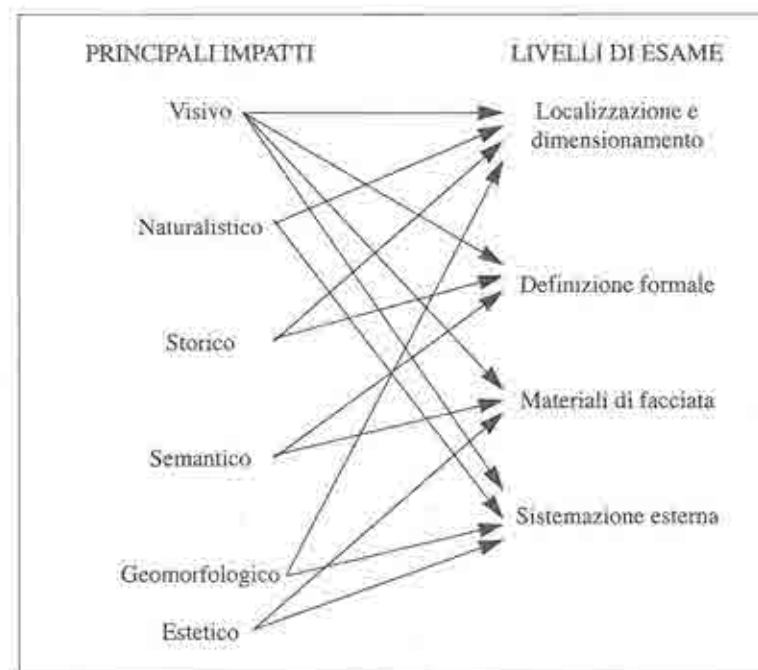 PRINCIPALI IMPATTI
LIVELLI DI ESAME
Visivo
Localizzazione e
dimensionamento
Naturalistico
Definizione formale
Storico
Materiali di facciata
Semantico
Sistemazione esterna
Geomorfologico
Estetico